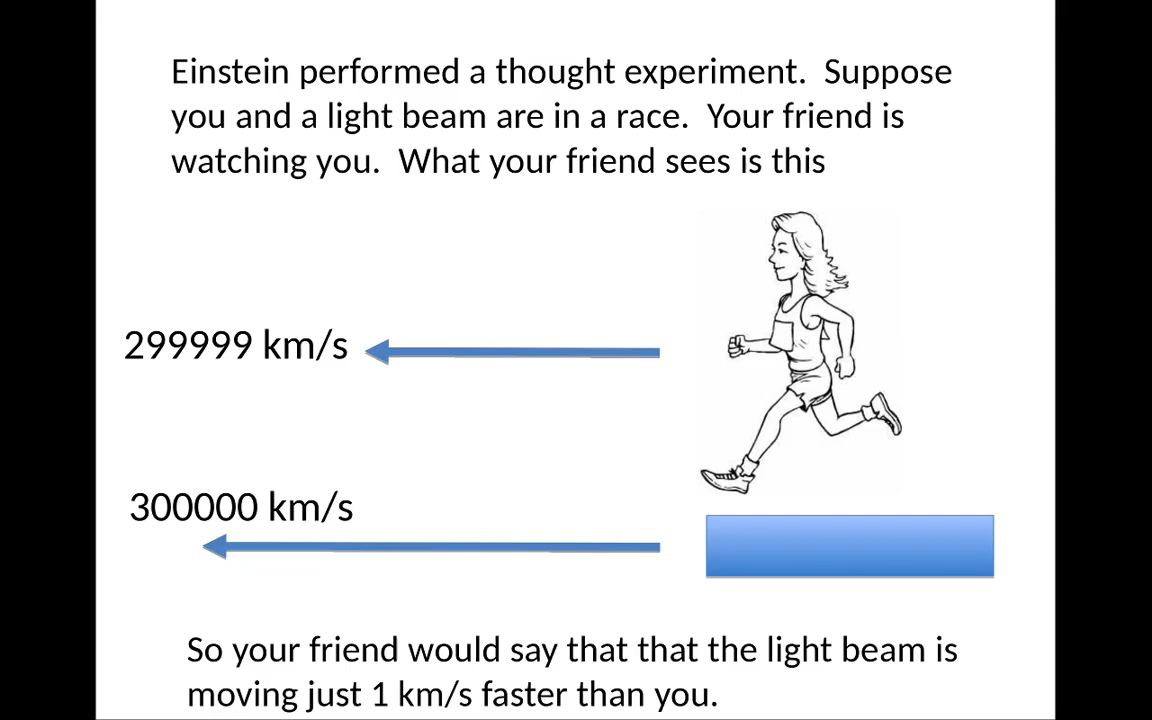 Einstein performed a thought experiment.  Suppose
you and a light beam are in a race.  Your friend is
watching you.  What your friend sees is this
299999 km/s
300000 km/s
So your friend would say that that the light beam is
moving just 1 km/s faster than you.